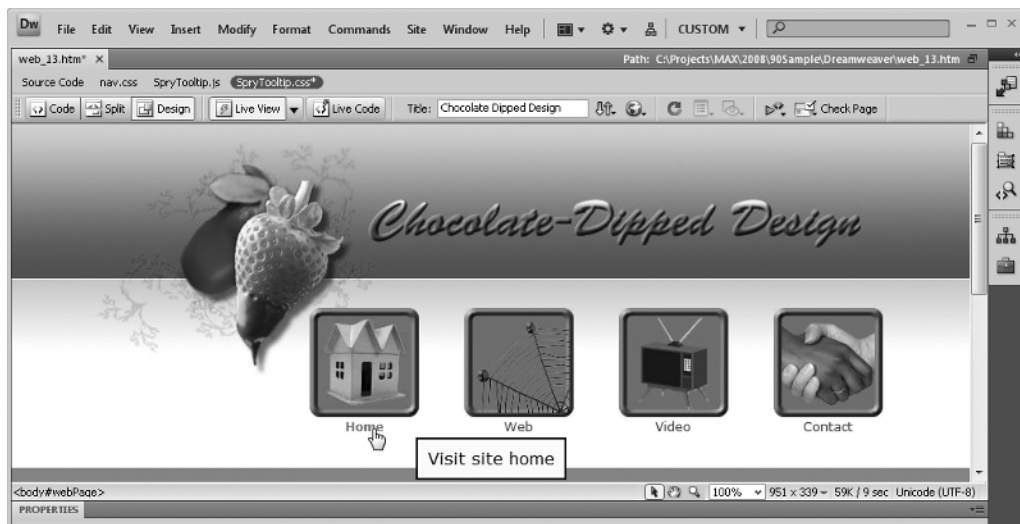 Dw File Edit View Insert Modify Format Commands Site Window Help CUSTOM
web_13.htm* × Path: C:\Projects\MAX\2008\90Sample\Dreamweaver\web_13.htm
Source Code nav.css SpryTooltip.js SpryTooltip.css*
Code Split Design Live View Live Code Title: Chocolate Dipped Design Check Page
Chocolate-Dipped Design
Home Web Video Contact
Visit site home
<body#webPage> 100% 951 x 339 59K / 9 sec Unicode (UTF-8)
PROPERTIES